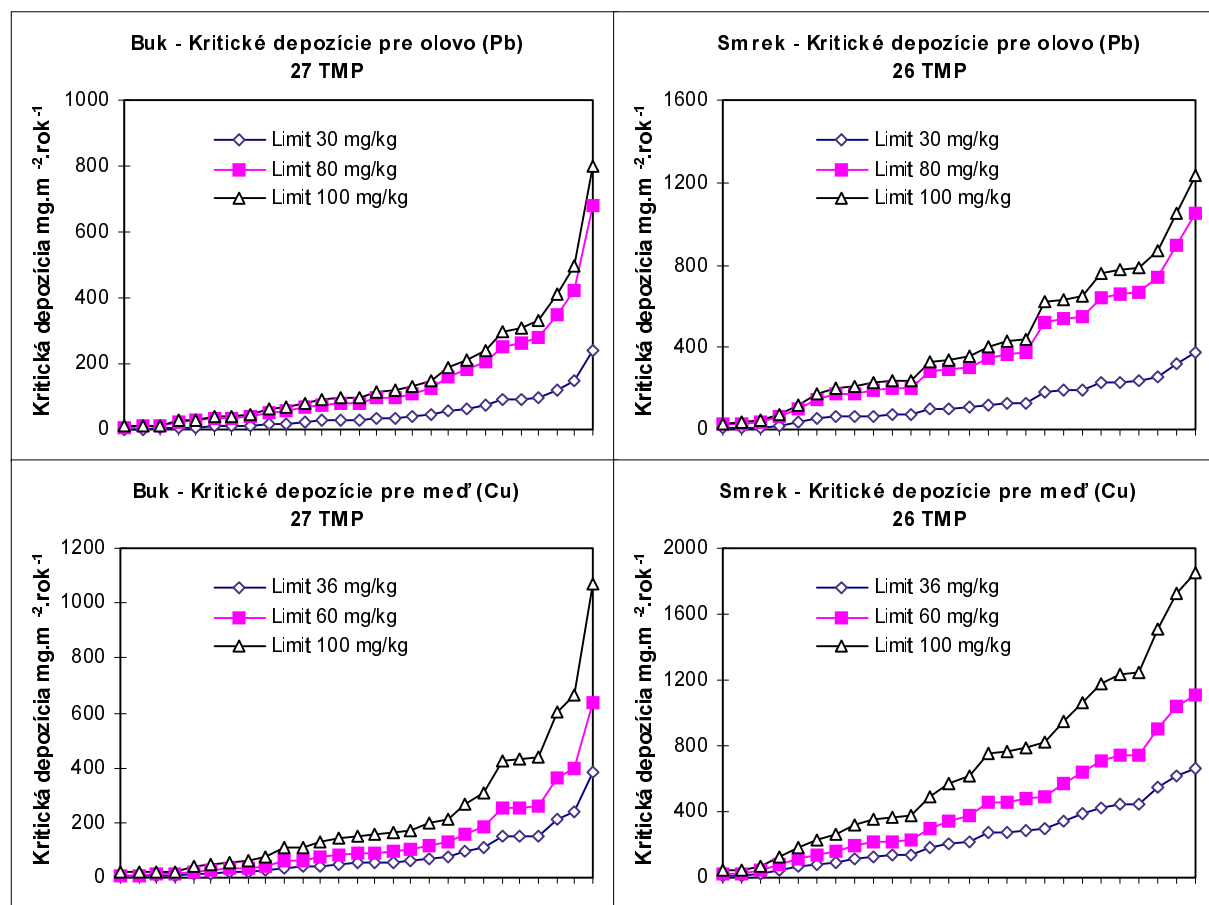 Buk - Kritické depozície pre olovo (Pb)
27 TMP
Kritická depozícia mg.m⁻².rok⁻¹
1000
800
600
400
200
0
Limit 30 mg/kg
Limit 80 mg/kg
Limit 100 mg/kg
Smrek - Kritické depozície pre olovo (Pb)
26 TMP
Kritická depozícia mg.m⁻².rok⁻¹
1600
1200
800
400
0
Limit 30 mg/kg
Limit 80 mg/kg
Limit 100 mg/kg
Buk - Kritické depozície pre meď (Cu)
27 TMP
Kritická depozícia mg.m⁻².rok⁻¹
1200
1000
800
600
400
200
0
Limit 36 mg/kg
Limit 60 mg/kg
Limit 100 mg/kg
Smrek - Kritické depozície pre meď (Cu)
26 TMP
Kritická depozícia mg.m⁻².rok⁻¹
2000
1600
1200
800
400
0
Limit 36 mg/kg
Limit 60 mg/kg
Limit 100 mg/kg